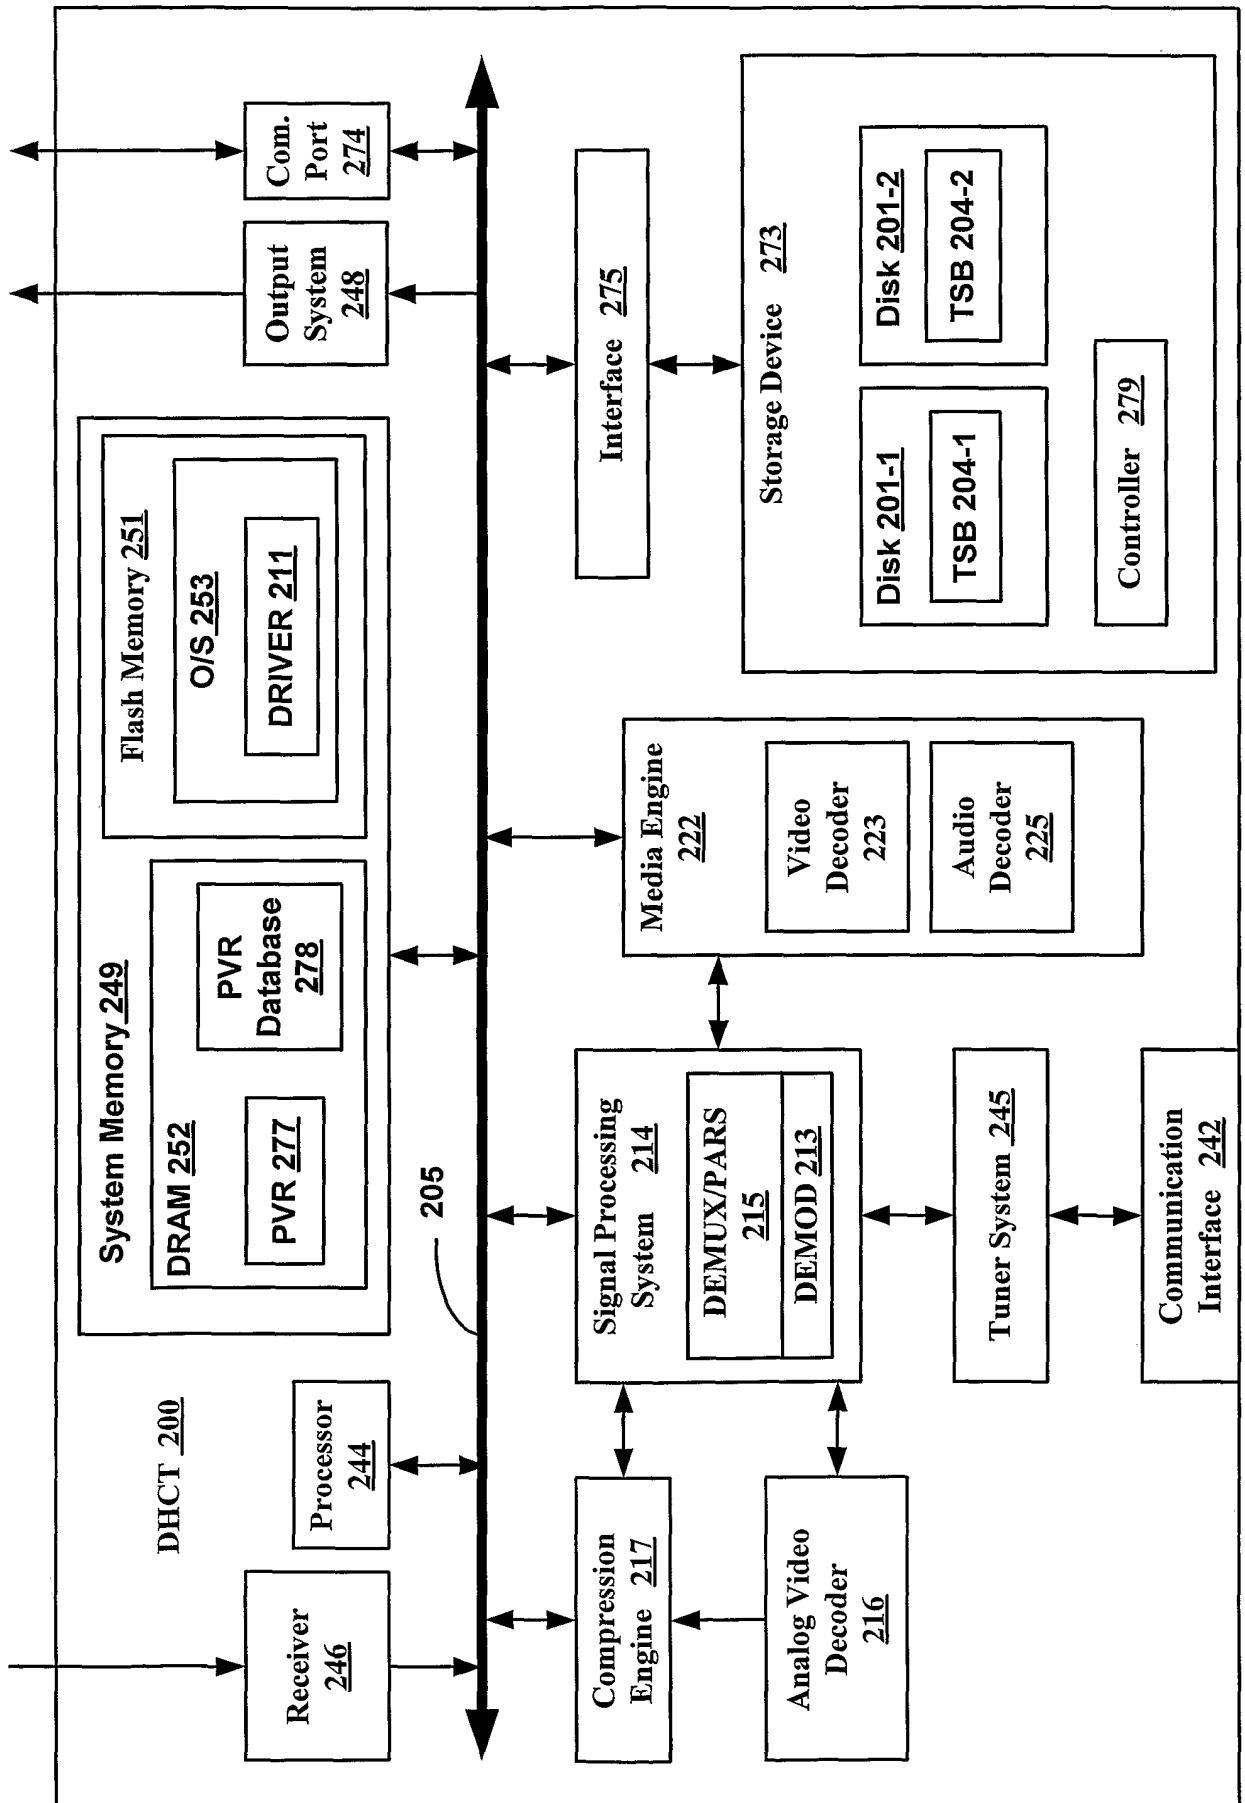 DHCT 200
Receiver
246
Processor
244
System Memory 249
DRAM 252
PVR 277
PVR
Database
278
Flash Memory 251
O/S 253
DRIVER 211
Output
System
248
Com.
Port
274
205
Compression
Engine 217
Analog Video
Decoder
216
Signal Processing
System 214
DEMUX/PARS
215
DEMOD 213
Tuner System 245
Communication
Interface 242
Media Engine
222
Video
Decoder
223
Audio
Decoder
225
Interface 275
Storage Device 273
Disk 201-1
TSB 204-1
Disk 201-2
TSB 204-2
Controller 279